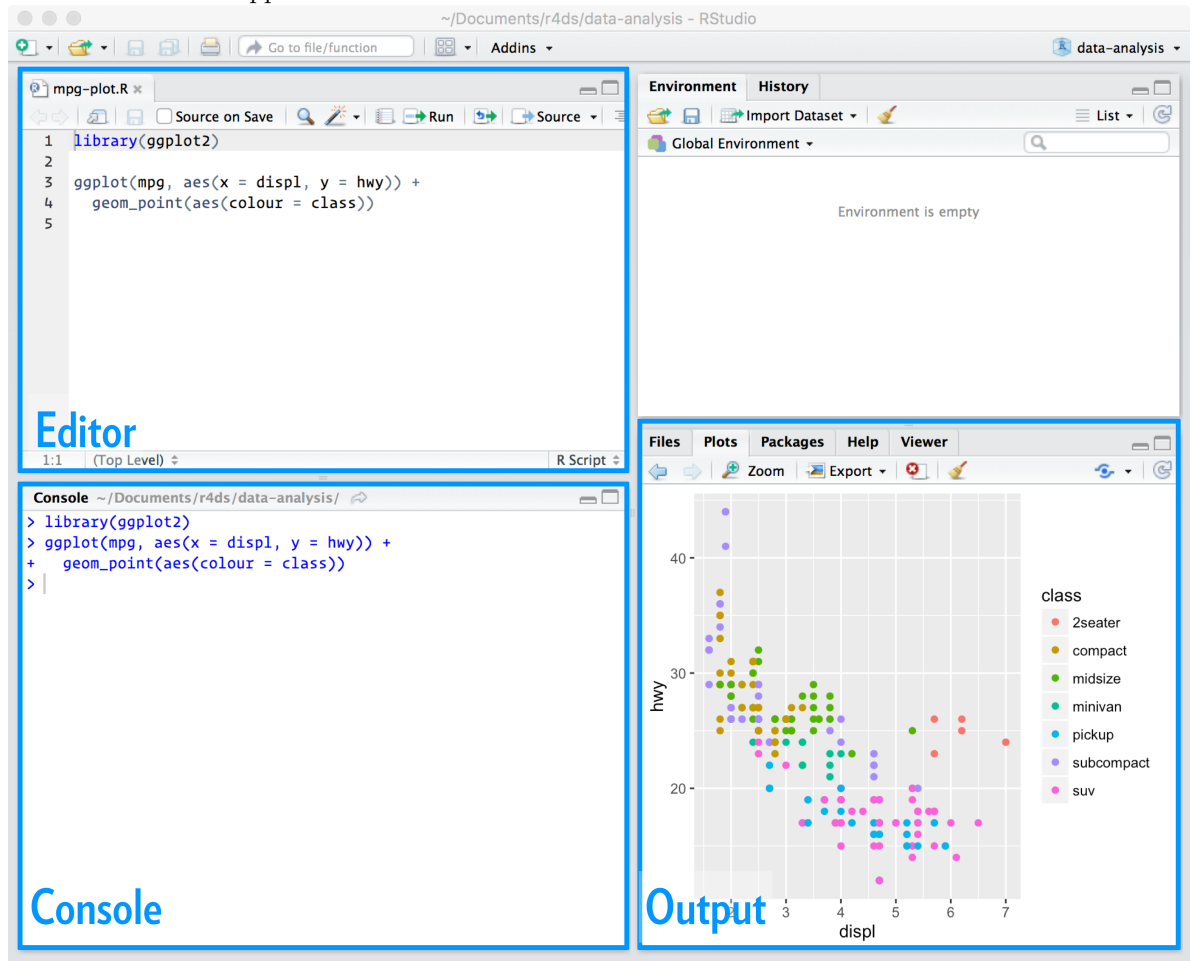 ~/Documents/r4ds/data-analysis - RStudio
Go to file/function
Addins
data-analysis
mpg-plot.R
Source on Save
Run
Source
1 library(ggplot2)
2
3 ggplot(mpg, aes(x = displ, y = hwy)) +
4   geom_point(aes(colour = class))
5
Editor
1:1 (Top Level) R Script
Console ~/Documents/r4ds/data-analysis/
> library(ggplot2)
> ggplot(mpg, aes(x = displ, y = hwy)) +
+   geom_point(aes(colour = class))
>
Console
Environment History
Import Dataset List
Global Environment
Environment is empty
Files Plots Packages Help Viewer
Zoom Export
40
30
20
hwy
2 3 4 5 6 7
displ
class
2seater
compact
midsize
minivan
pickup
subcompact
suv
Output